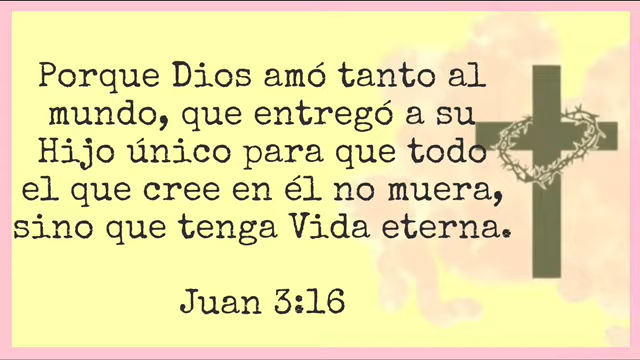 Porque Dios amó tanto al
mundo, que entregó a su
Hijo único para que todo
el que cree en él no muera,
sino que tenga Vida eterna.
Juan 3:16